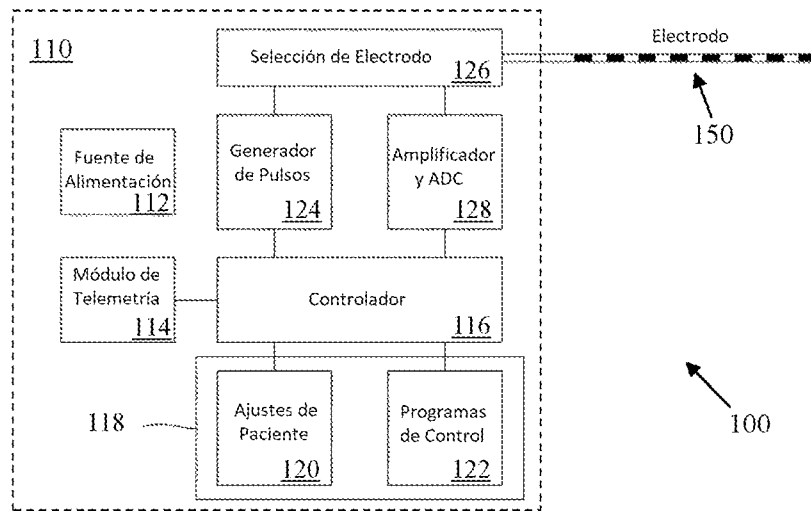 110
Selección de Electrodo
126
Electrodo
150
Fuente de
Alimentación
112
Generador
de Pulsos
124
Amplificador
y ADC
128
Módulo de
Telemetría
114
Controlador
116
118
Ajustes de
Paciente
120
Programas
de Control
122
100